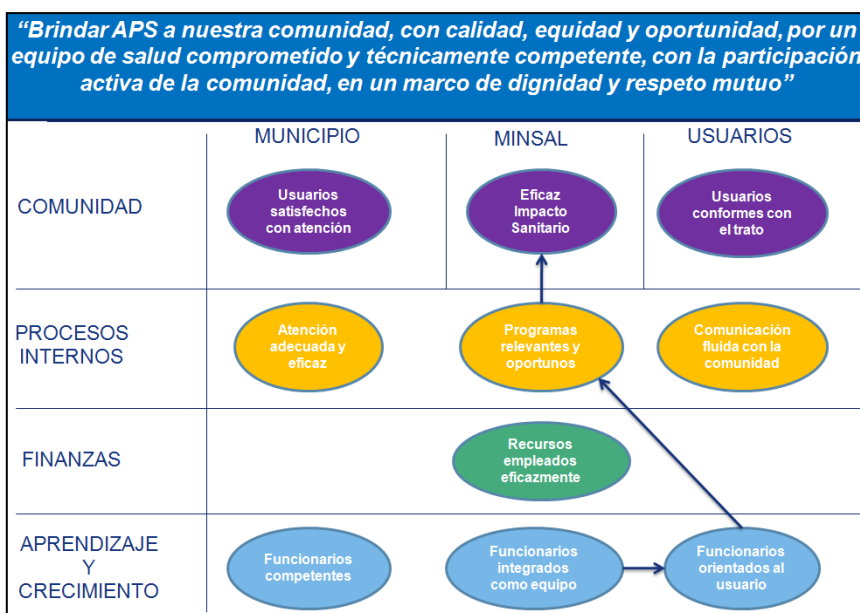 “Brindar APS a nuestra comunidad, con calidad, equidad y oportunidad, por un
equipo de salud comprometido y técnicamente competente, con la participación
activa de la comunidad, en un marco de dignidad y respeto mutuo”
MUNICIPIO
MINSAL
USUARIOS
COMUNIDAD
Usuarios
satisfechos
con atención
Eficaz
Impacto
Sanitario
Usuarios
conformes con
el trato
PROCESOS
INTERNOS
Atención
adecuada y
eficaz
Programas
relevantes y
oportunos
Comunicación
fluida con la
comunidad
FINANZAS
Recursos
empleados
eficazmente
APRENDIZAJE
Y
CRECIMIENTO
Funcionarios
competentes
Funcionarios
integrados
como equipo
Funcionarios
orientados al
usuario